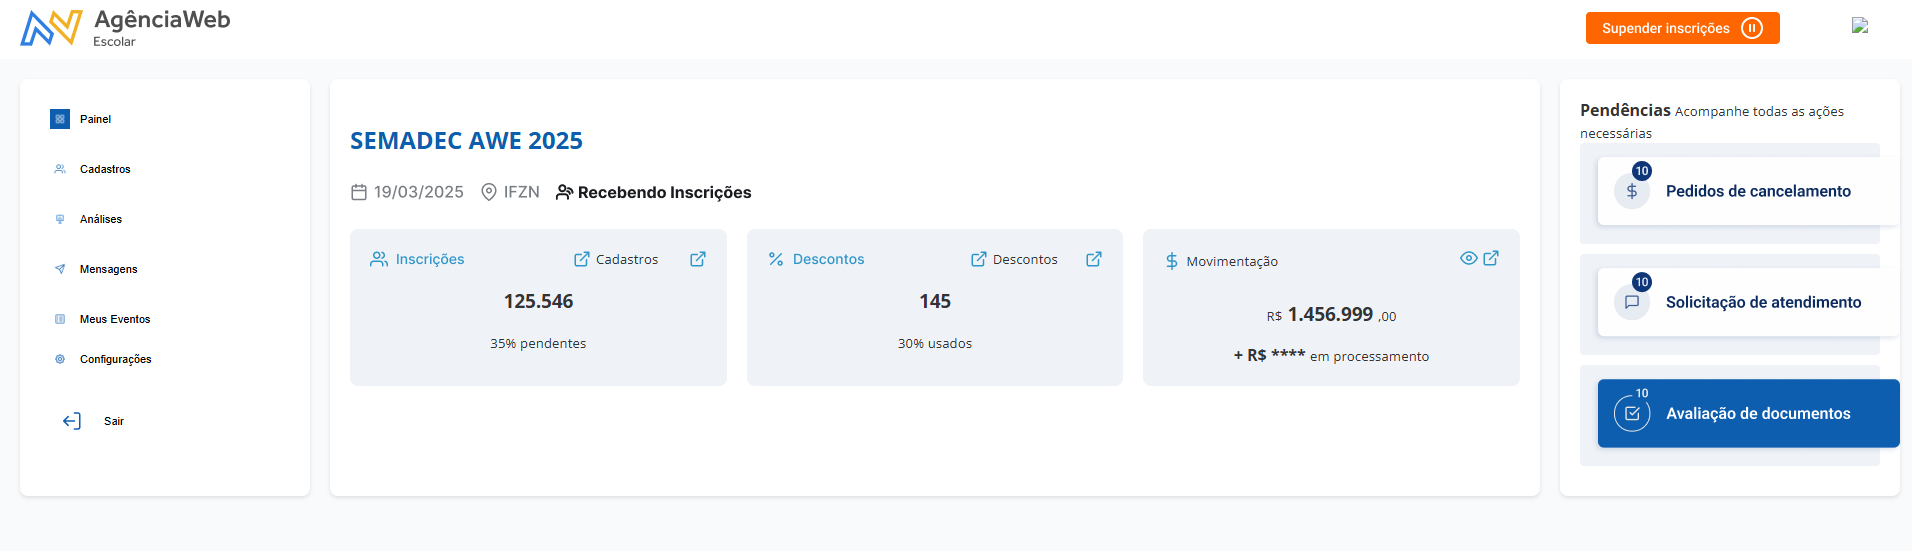 AgênciaWeb
Escolar
Supender inscrições
Painel
Cadastros
Análises
Mensagens
Meus Eventos
Configurações
Sair
SEMADEC AWE 2025
19/03/2025 IFZN Recebendo Inscrições
Inscrições Cadastros
125.546
35% pendentes
Descontos Descontos
145
30% usados
Movimentação
R$ 1.456.999 ,00
+ R$ **** em processamento
Pendências Acompanhe todas as ações
necessárias
10
Pedidos de cancelamento
10
Solicitação de atendimento
10
Avaliação de documentos